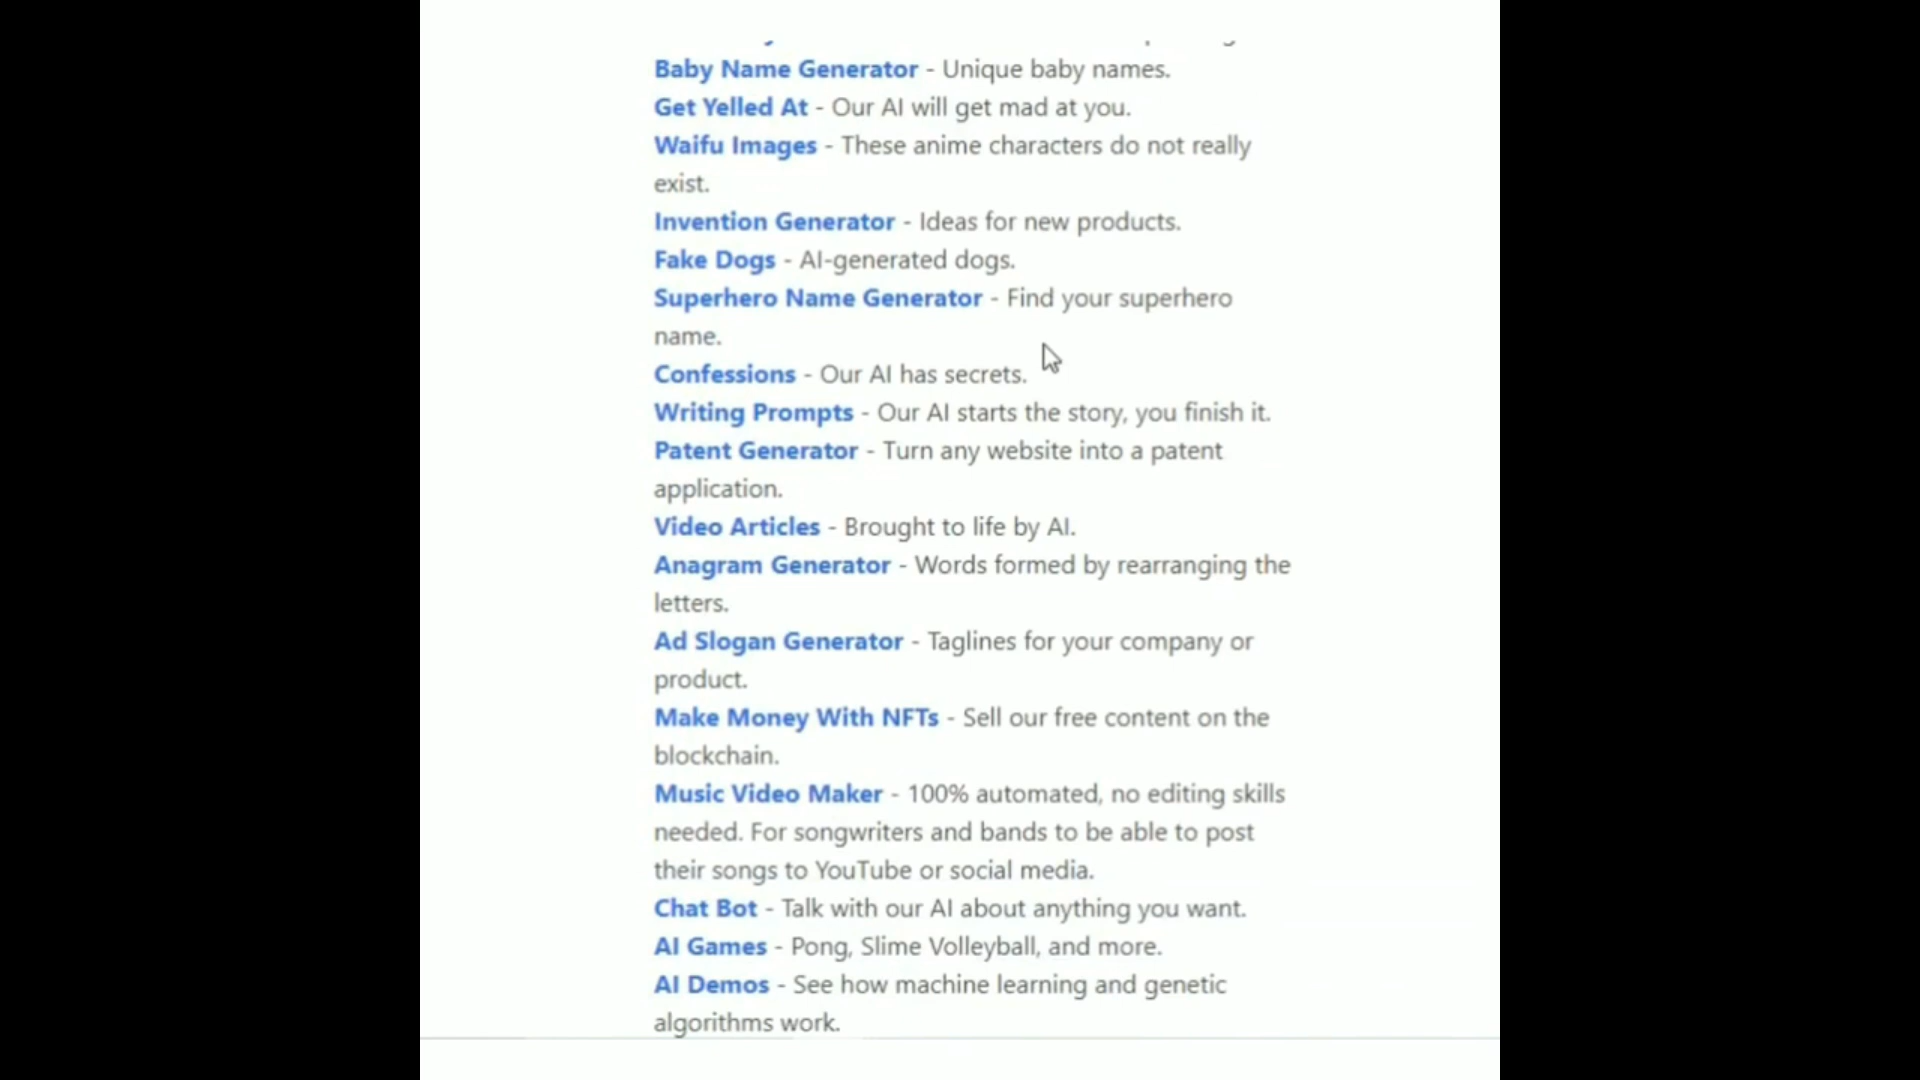 Baby Name Generator - Unique baby names.
Get Yelled At - Our AI will get mad at you.
Waifu Images - These anime characters do not really
exist.
Invention Generator - Ideas for new products.
Fake Dogs - AI-generated dogs.
Superhero Name Generator - Find your superhero
name.
Confessions - Our AI has secrets.
Writing Prompts - Our AI starts the story, you finish it.
Patent Generator - Turn any website into a patent
application.
Video Articles - Brought to life by AI.
Anagram Generator - Words formed by rearranging the
letters.
Ad Slogan Generator - Taglines for your company or
product.
Make Money With NFTs - Sell our free content on the
blockchain.
Music Video Maker - 100% automated, no editing skills
needed. For songwriters and bands to be able to post
their songs to YouTube or social media.
Chat Bot - Talk with our AI about anything you want.
AI Games - Pong, Slime Volleyball, and more.
AI Demos - See how machine learning and genetic
algorithms work.